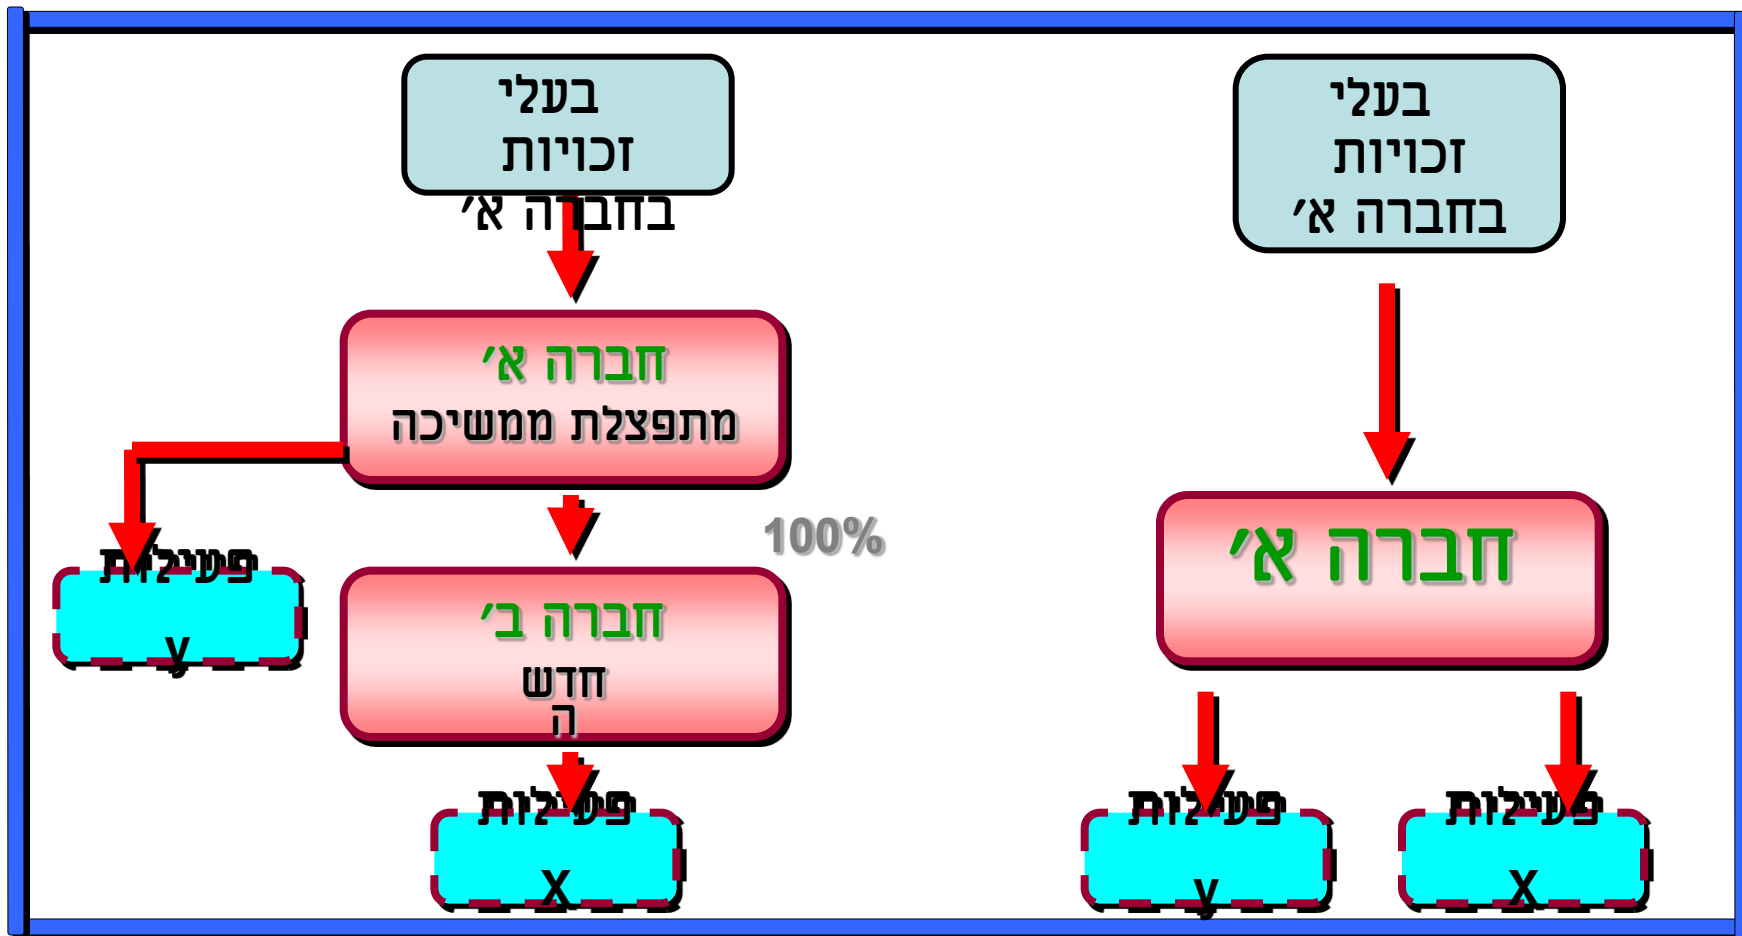 בעלי
זכויות
בחברה א'
חברה א'
פעילות
x
פעילות
y
בעלי
זכויות
בחברה א'
חברה א'
מתפצלת ממשיכה
100%
חברה ב'
חדש
ה
פעילות
x
פעילות
y